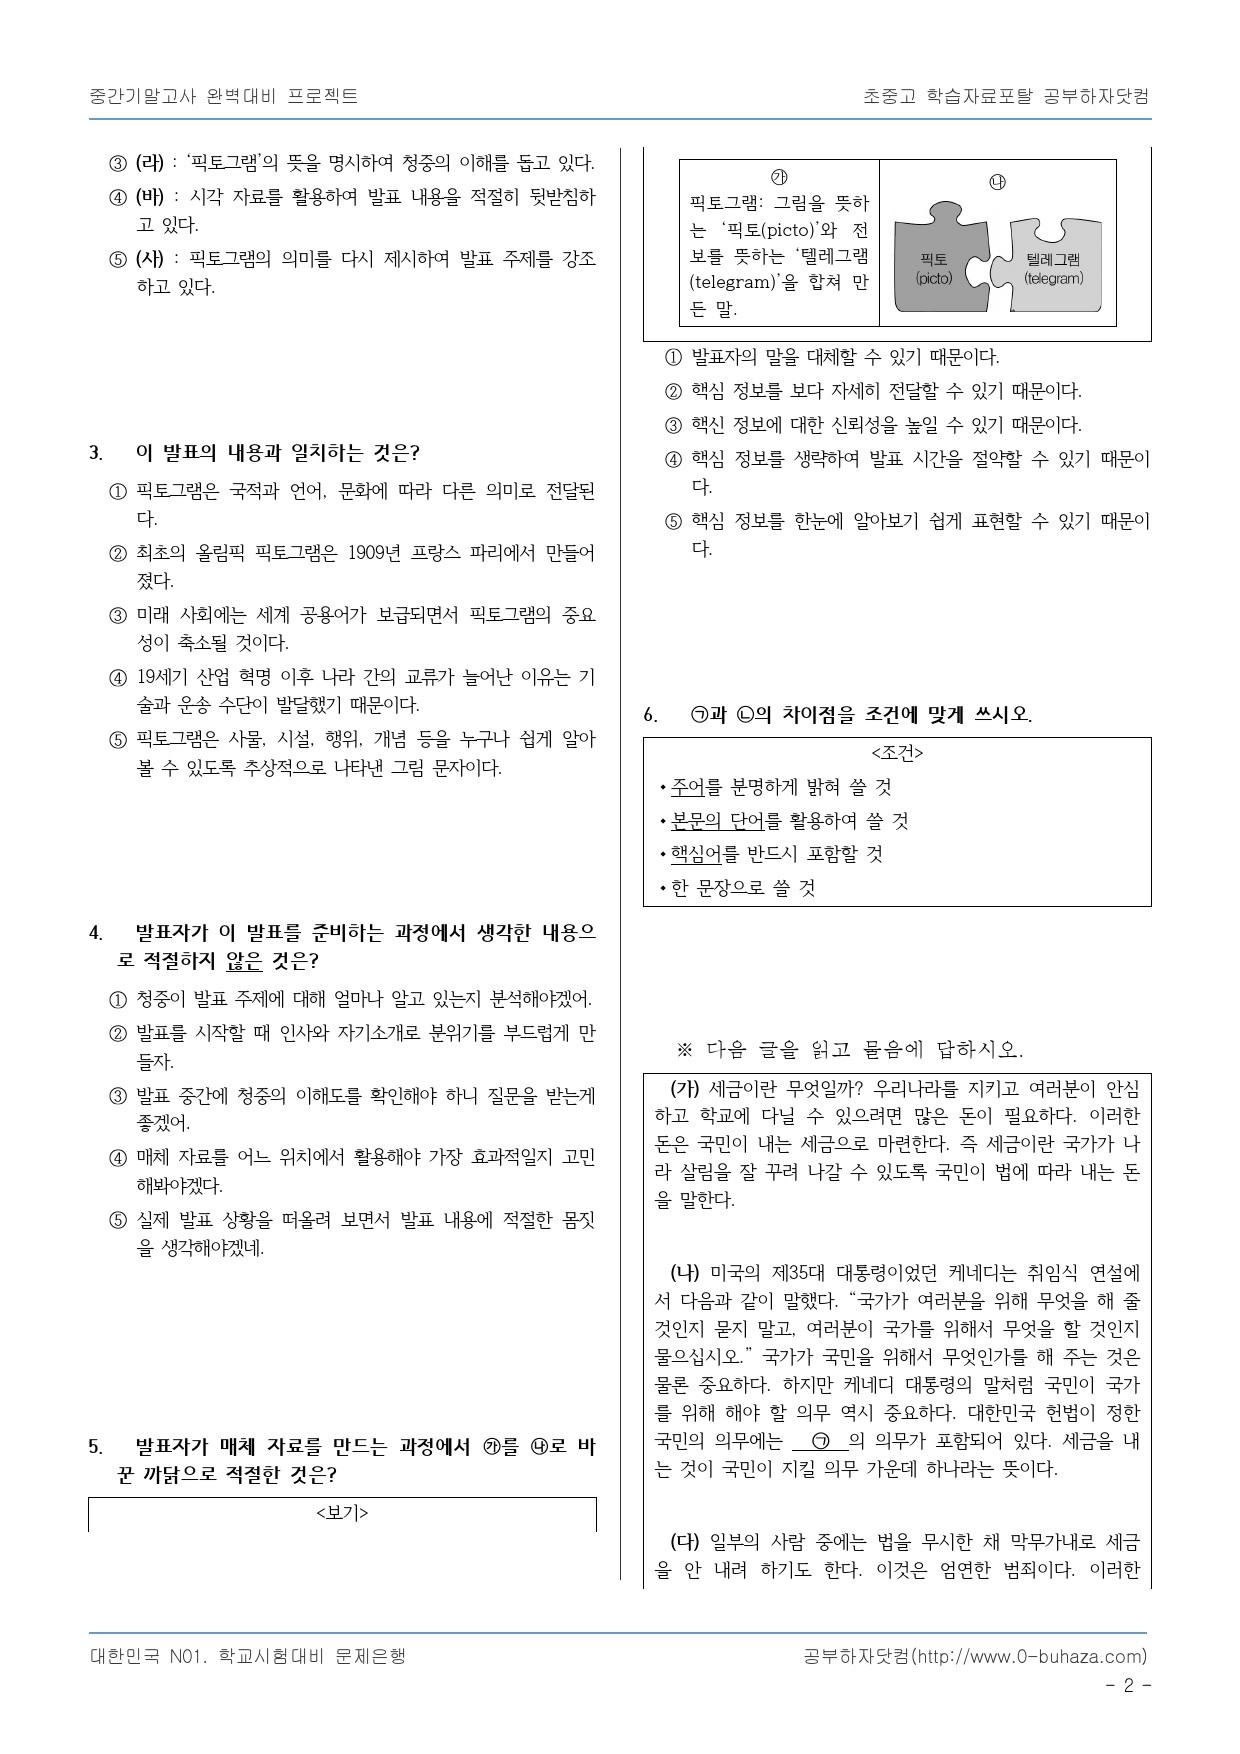 중간기말고사 완벽대비 프로젝트
초중고 학습자료포탈 공부하자닷컴
③ (라) : ‘픽토그램’의 뜻을 명시하여 청중의 이해를 돕고 있다.
④ (바) : 시각 자료를 활용하여 발표 내용을 적절히 뒷받침하
고 있다.
⑤ (사) : 픽토그램의 의미를 다시 제시하여 발표 주제를 강조
하고 있다.
3. 이 발표의 내용과 일치하는 것은?
① 픽토그램은 국적과 언어, 문화에 따라 다른 의미로 전달된
다.
② 최초의 올림픽 픽토그램은 1909년 프랑스 파리에서 만들어
졌다.
③ 미래 사회에는 세계 공용어가 보급되면서 픽토그램의 중요
성이 축소될 것이다.
④ 19세기 산업 혁명 이후 나라 간의 교류가 늘어난 이유는 기
술과 운송 수단이 발달했기 때문이다.
⑤ 픽토그램은 사물, 시설, 행위, 개념 등을 누구나 쉽게 알아
볼 수 있도록 추상적으로 나타낸 그림 문자이다.
4. 발표자가 이 발표를 준비하는 과정에서 생각한 내용으
로 적절하지 않은 것은?
① 청중이 발표 주제에 대해 얼마나 알고 있는지 분석해야겠어.
② 발표를 시작할 때 인사와 자기소개로 분위기를 부드럽게 만
들자.
③ 발표 중간에 청중의 이해도를 확인해야 하니 질문을 받는게
좋겠어.
④ 매체 자료를 어느 위치에서 활용해야 가장 효과적일지 고민
해봐야겠다.
⑤ 실제 발표 상황을 떠올려 보면서 발표 내용에 적절한 몸짓
을 생각해야겠네.
5. 발표자가 매체 자료를 만드는 과정에서 ㉮를 ㉯로 바
꾼 까닭으로 적절한 것은?
<보기>
㉮
픽토그램: 그림을 뜻하
는 ‘픽토(picto)’와 전
보를 뜻하는 ‘텔레그램
(telegram)’을 합쳐 만
든 말.
㉯
픽토
(picto)
텔레그램
(telegram)
① 발표자의 말을 대체할 수 있기 때문이다.
② 핵심 정보를 보다 자세히 전달할 수 있기 때문이다.
③ 핵신 정보에 대한 신뢰성을 높일 수 있기 때문이다.
④ 핵심 정보를 생략하여 발표 시간을 절약할 수 있기 때문이
다.
⑤ 핵심 정보를 한눈에 알아보기 쉽게 표현할 수 있기 때문이
다.
6. ㉠과 ㉡의 차이점을 조건에 맞게 쓰시오.
<조건>
• 주어를 분명하게 밝혀 쓸 것
• 본문의 단어를 활용하여 쓸 것
• 핵심어를 반드시 포함할 것
• 한 문장으로 쓸 것
※ 다음 글을 읽고 물음에 답하시오.
(가) 세금이란 무엇일까? 우리나라를 지키고 여러분이 안심
하고 학교에 다닐 수 있으려면 많은 돈이 필요하다. 이러한
돈은 국민이 내는 세금으로 마련한다. 즉 세금이란 국가가 나
라 살림을 잘 꾸려 나갈 수 있도록 국민이 법에 따라 내는 돈
을 말한다.
(나) 미국의 제35대 대통령이었던 케네디는 취임식 연설에
서 다음과 같이 말했다. “국가가 여러분을 위해 무엇을 해 줄
것인지 묻지 말고, 여러분이 국가를 위해서 무엇을 할 것인지
물으십시오.” 국가가 국민을 위해서 무엇인가를 해 주는 것은
물론 중요하다. 하지만 케네디 대통령의 말처럼 국민이 국가
를 위해 해야 할 의무 역시 중요하다. 대한민국 헌법이 정한
국민의 의무에는 ㉠ 의 의무가 포함되어 있다. 세금을 내
는 것이 국민이 지킬 의무 가운데 하나라는 뜻이다.
(다) 일부의 사람 중에는 법을 무시한 채 막무가내로 세금
을 안 내려 하기도 한다. 이것은 엄연한 범죄이다. 이러한
대한민국 N01. 학교시험대비 문제은행
공부하자닷컴(http://www.0-buhaza.com)
- 2 -